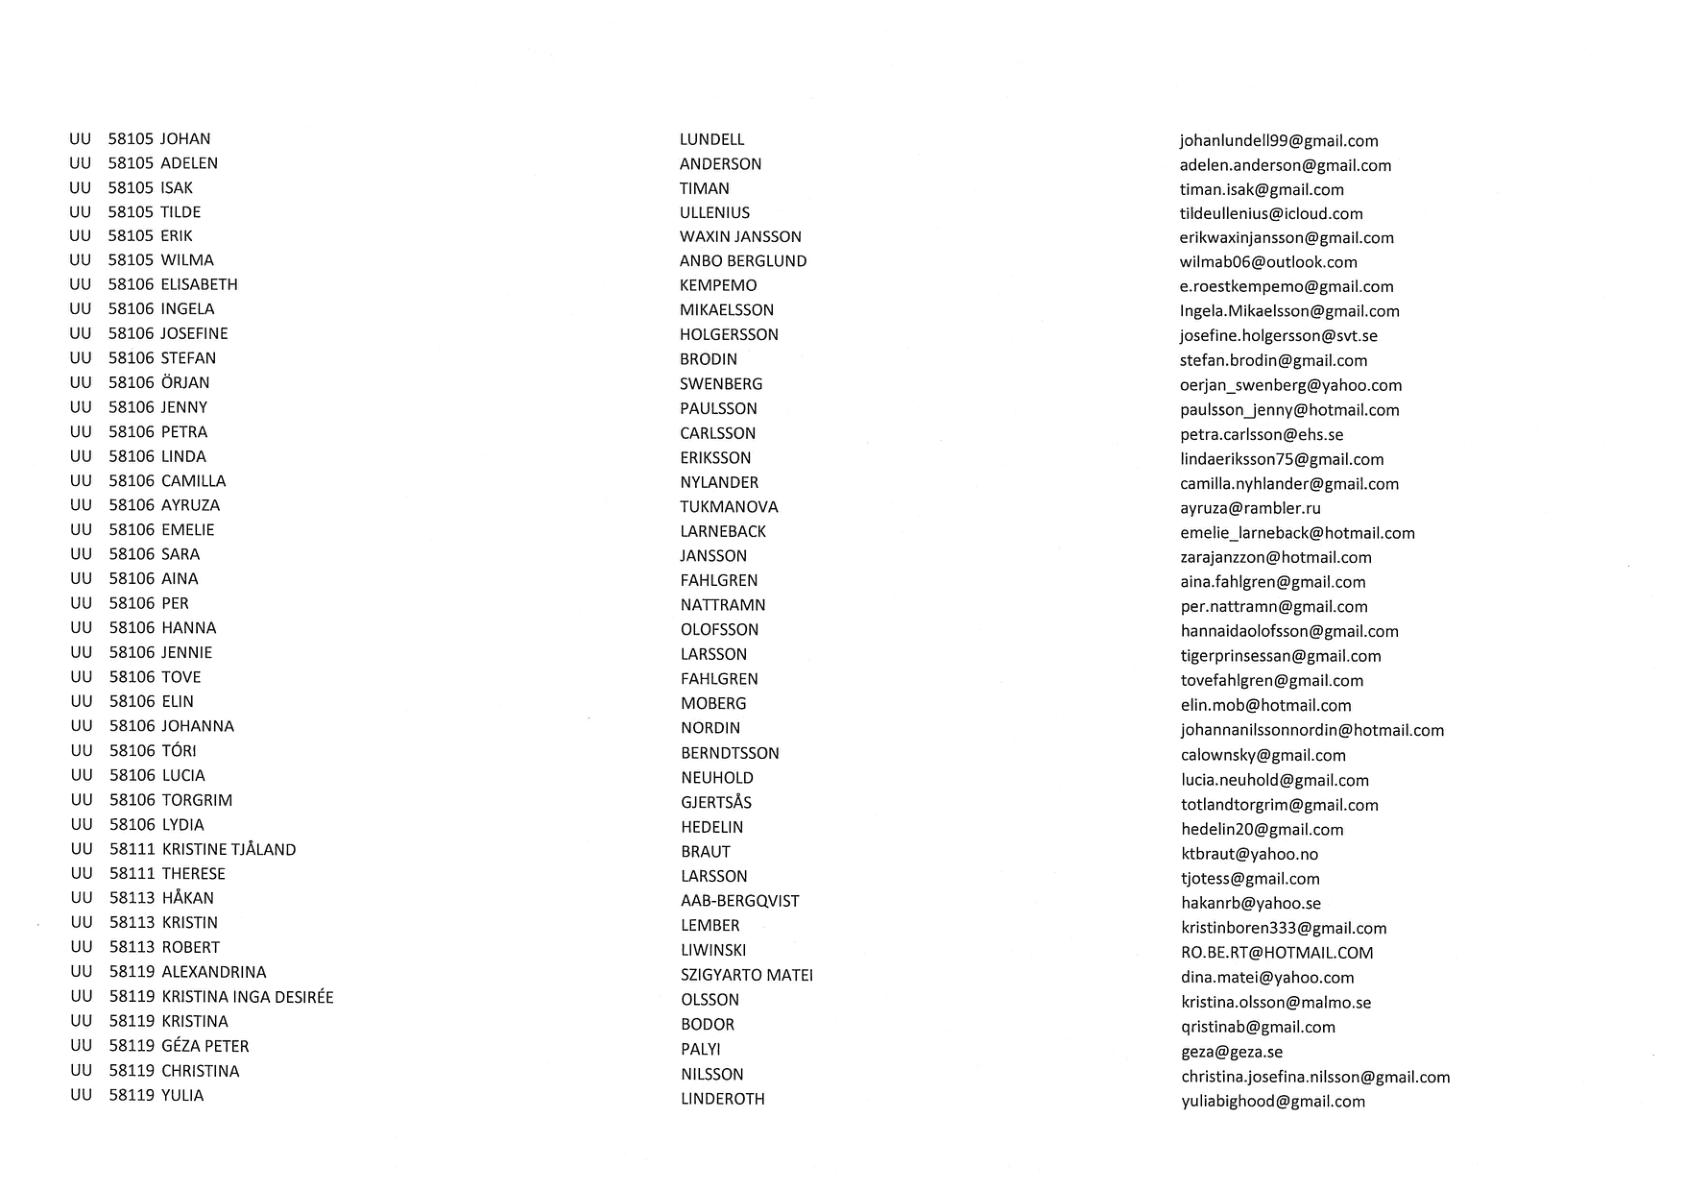 UU 58105 JOHAN LUNDELL johanlundell99@gmail.com
UU 58105 ADELEN ANDERSON adelen.anderson@gmail.com
UU 58105 ISAK TIMAN timan.isak@gmail.com
UU 58105 TILDE ULLENIUS tildeullenius@icloud.com
UU 58105 ERIK WAXIN JANSSON erikwaxinjansson@gmail.com
UU 58105 WILMA ANBO BERGLUND wilmab06@outlook.com
UU 58106 ELISABETH KEMPEMO e.roestkempemo@gmail.com
UU 58106 INGELA MIKAELSSON Ingela.Mikaelsson@gmail.com
UU 58106 JOSEFINE HOLGERSSON josefine.holgersson@svt.se
UU 58106 STEFAN BRODIN stefan.brodin@gmail.com
UU 58106 ÖRJAN SWENBERG oerjan_swenberg@yahoo.com
UU 58106 JENNY PAULSSON paulsson_jenny@hotmail.com
UU 58106 PETRA CARLSSON petra.carlsson@ehs.se
UU 58106 LINDA ERIKSSON lindaeriksson75@gmail.com
UU 58106 CAMILLA NYLANDER camilla.nyhlander@gmail.com
UU 58106 AYRUZA TUKMANOVA ayruza@rambler.ru
UU 58106 EMELIE LARNEBACK emelie_larneback@hotmail.com
UU 58106 SARA JANSSON zarajanzzon@hotmail.com
UU 58106 AINA FAHLGREN aina.fahlgren@gmail.com
UU 58106 PER NATTRAMN per.nattramn@gmail.com
UU 58106 HANNA OLOFSSON hannaidaolofsson@gmail.com
UU 58106 JENNIE LARSSON tigerprinsessan@gmail.com
UU 58106 TOVE FAHLGREN tovefahlgren@gmail.com
UU 58106 ELIN MOBERG elin.mob@hotmail.com
UU 58106 JOHANNA NORDIN johannanilssonnordin@hotmail.com
UU 58106 TÓRI BERNDTSSON calownsky@gmail.com
UU 58106 LUCIA NEUHOLD lucia.neuhold@gmail.com
UU 58106 TORGRIM GJERTSÅS totlandtorgrim@gmail.com
UU 58106 LYDIA HEDELIN hedelin20@gmail.com
UU 58111 KRISTINE TJÅLAND BRAUT ktbraut@yahoo.no
UU 58111 THERESE LARSSON tjotess@gmail.com
UU 58113 HÅKAN AAB-BERGQVIST hakanrb@yahoo.se
UU 58113 KRISTIN LEMBER kristinboren333@gmail.com
UU 58113 ROBERT LIWINSKI RO.BE.RT@HOTMAIL.COM
UU 58119 ALEXANDRINA SZIGYARTO MATEI dina.matei@yahoo.com
UU 58119 KRISTINA INGA DESIRÉE OLSSON kristina.olsson@malmo.se
UU 58119 KRISTINA BODOR qristinab@gmail.com
UU 58119 GÉZA PETER PALYI geza@geza.se
UU 58119 CHRISTINA NILSSON christina.josefina.nilsson@gmail.com
UU 58119 YULIA LINDEROTH yuliabighood@gmail.com